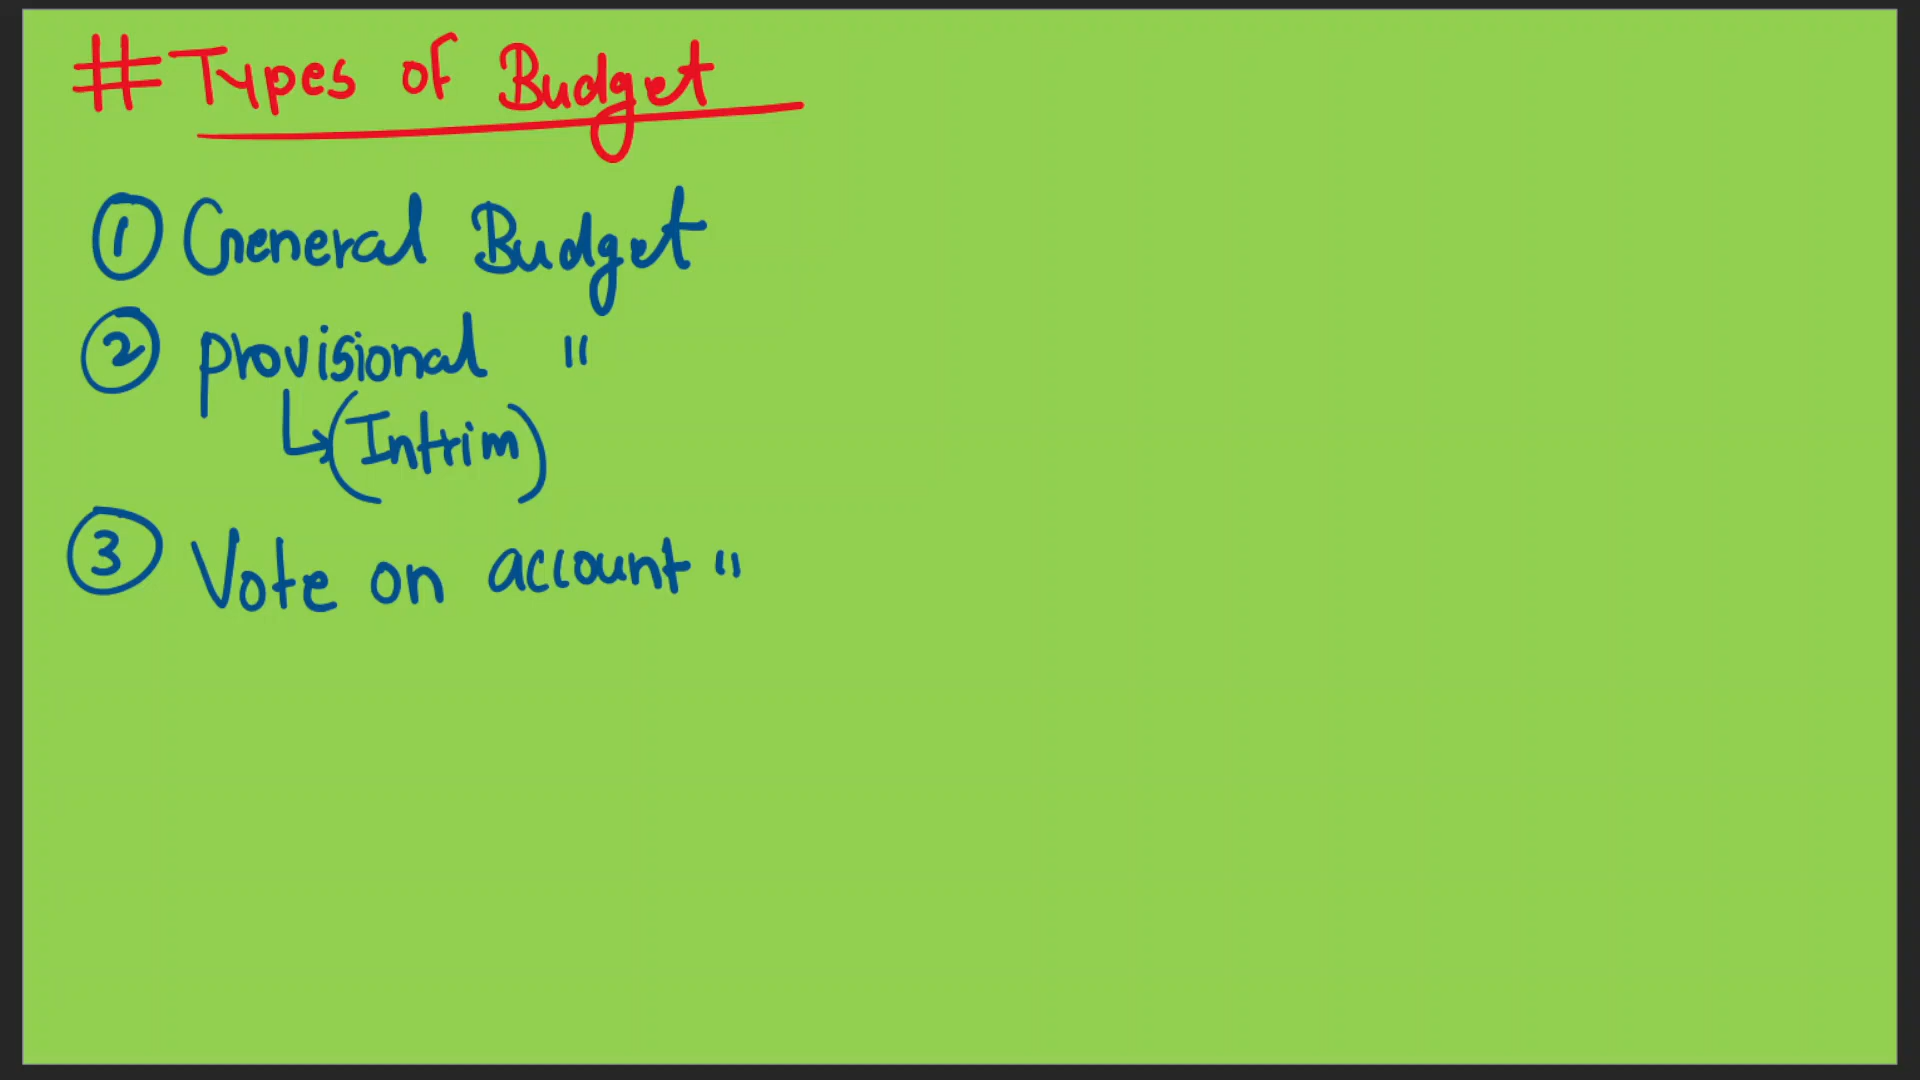 # Types of Budget
① General Budget
② provisional "
↳ (Intrim)
③ Vote on account "